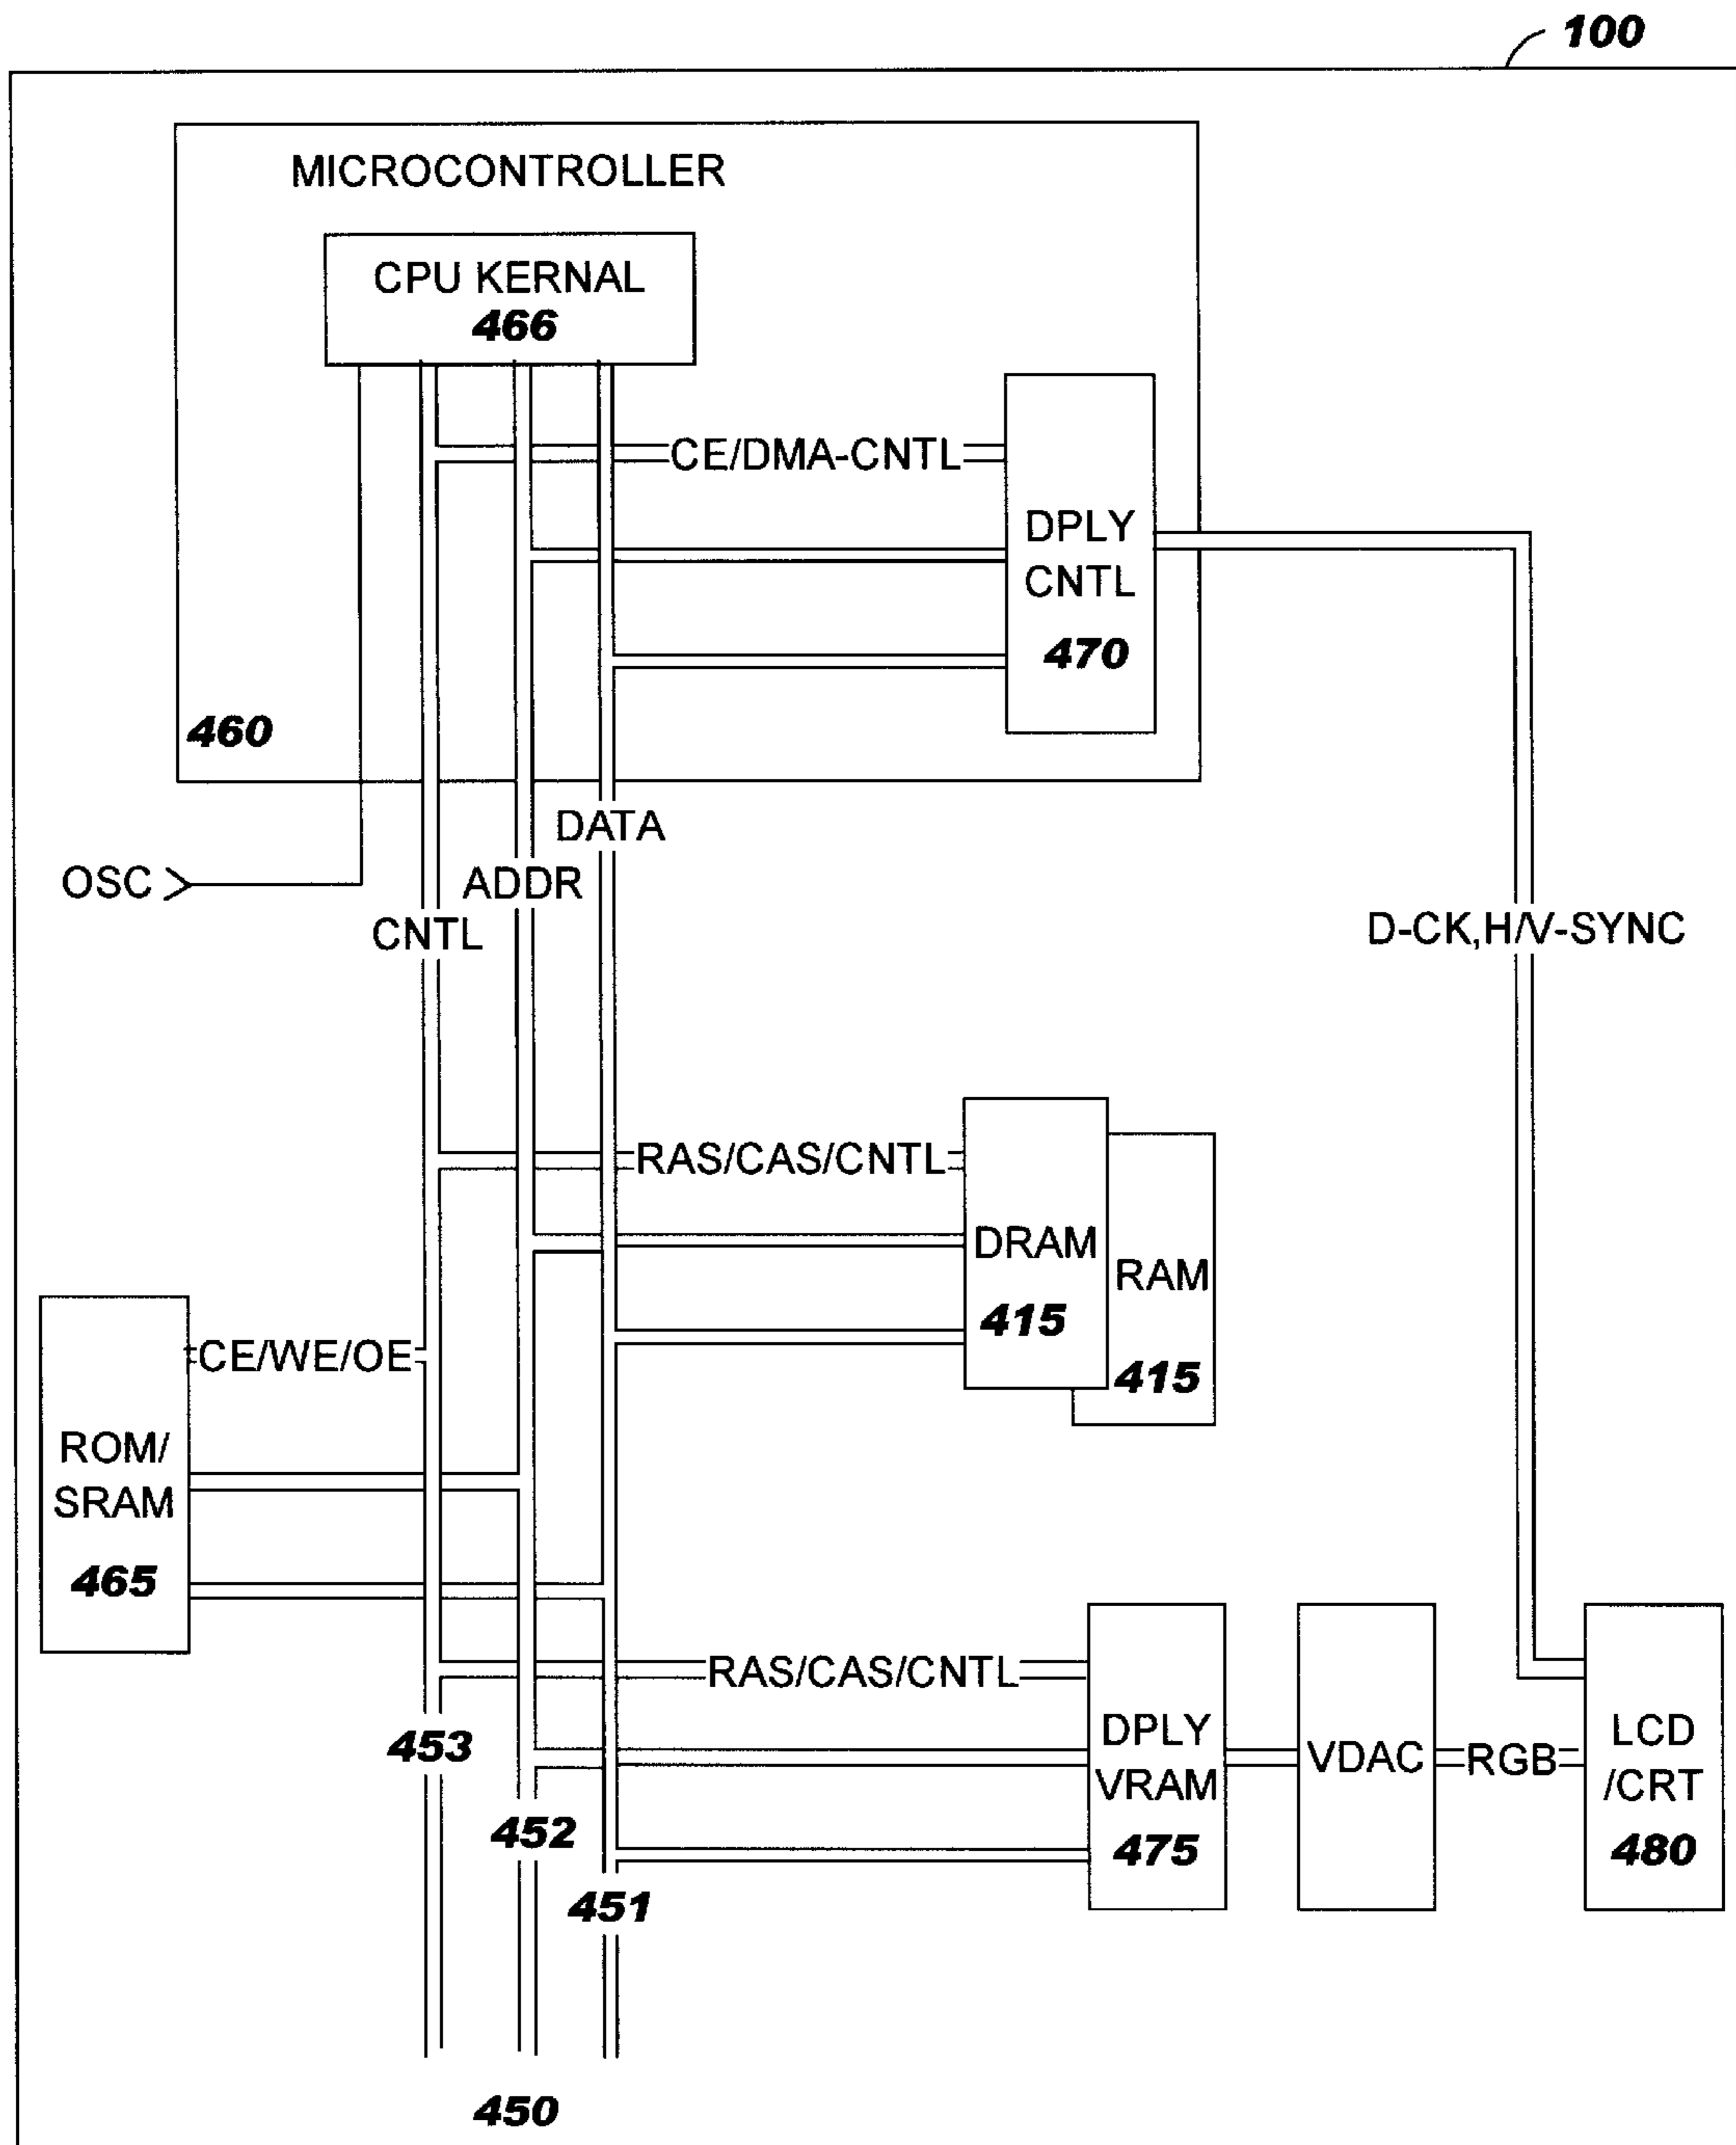 100
MICROCONTROLLER
CPU KERNAL
466
CE/DMA-CNTL
DPLY
CNTL
470
460
DATA
OSC
ADDR
CNTL
D-CK,H/V-SYNC
RAS/CAS/CNTL
DRAM
415
RAM
415
CE/WE/OE
ROM/
SRAM
465
RAS/CAS/CNTL
453
452
451
DPLY
VRAM
475
VDAC
RGB
LCD
/CRT
480
450